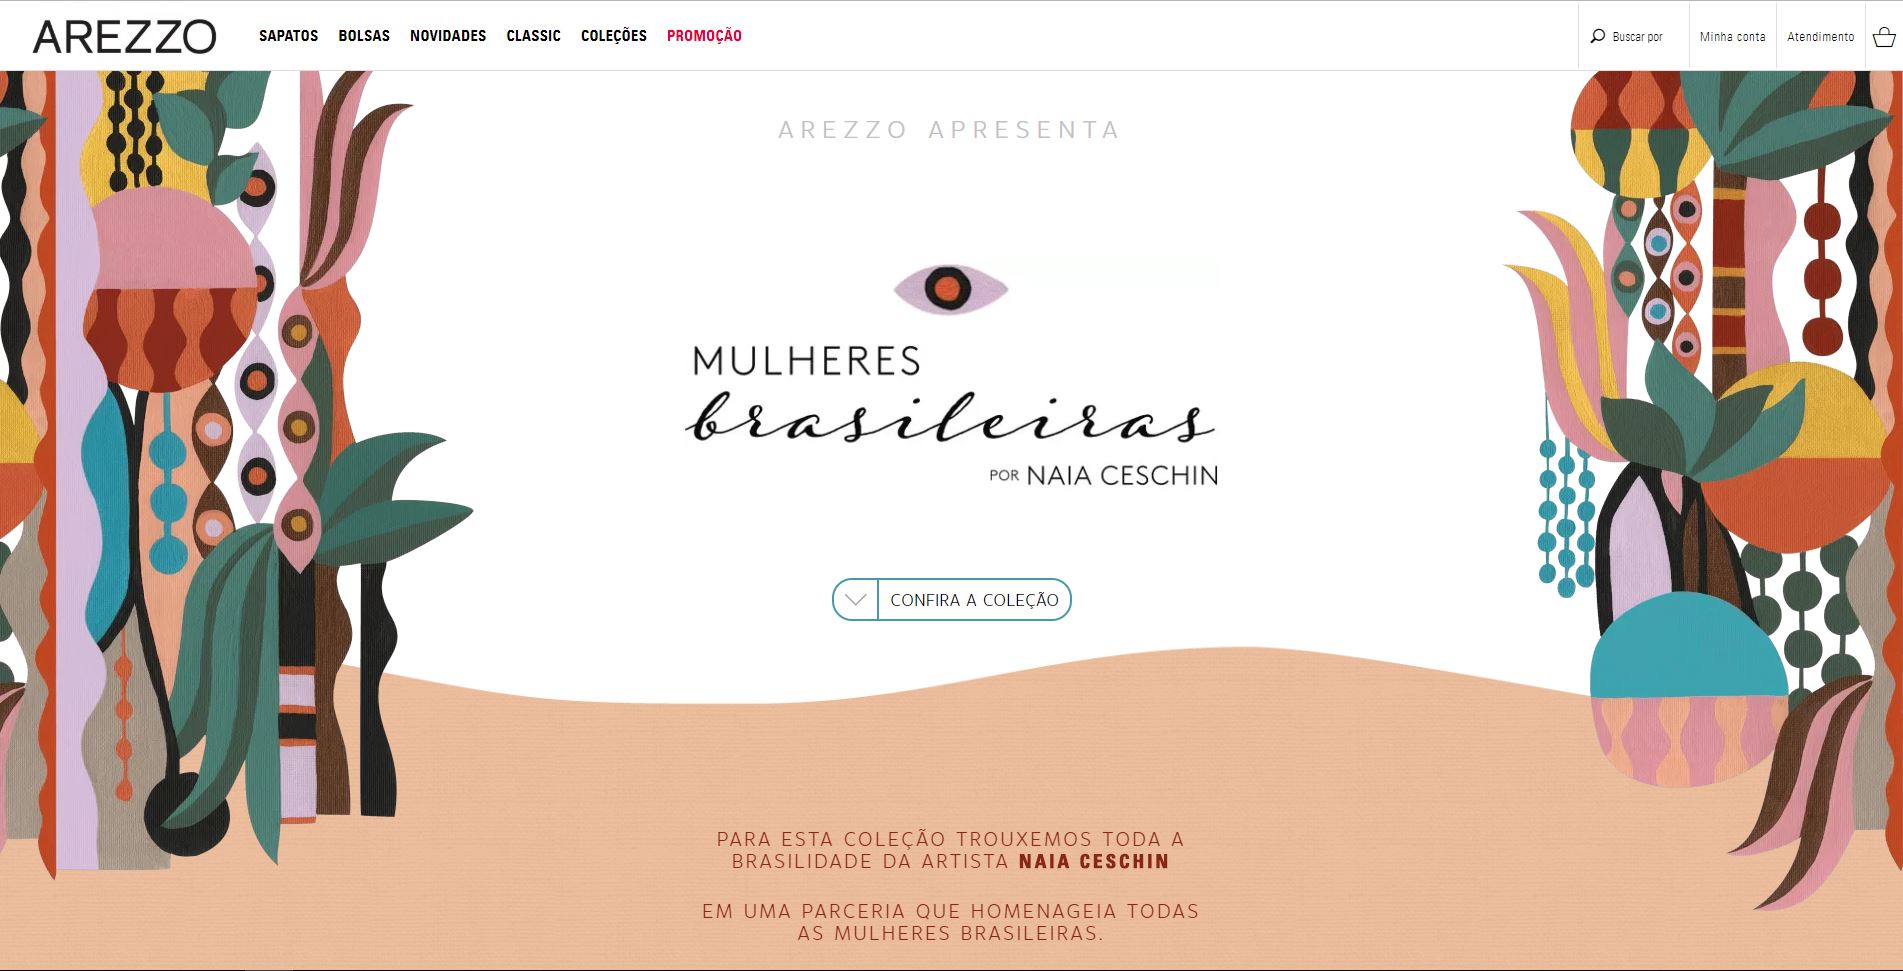 AREZZO
SAPATOS BOLSAS NOVIDADES CLASSIC COLEÇÕES PROMOÇÃO
Buscar por
Minha conta
Atendimento
AREZZO APRESENTA
MULHERES
brasileiras
POR NAIA CESCHIN
CONFIRA A COLEÇÃO
PARA ESTA COLEÇÃO TROUXEMOS TODA A
BRASILIDADE DA ARTISTA NAIA CESCHIN
EM UMA PARCERIA QUE HOMENAGEIA TODAS
AS MULHERES BRASILEIRAS.